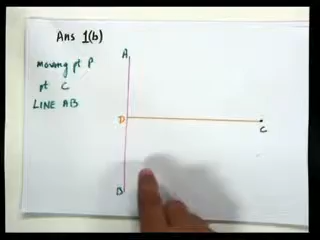 Ans 1(b)
moving pt P
pt C
LINE AB
A
D
C
B